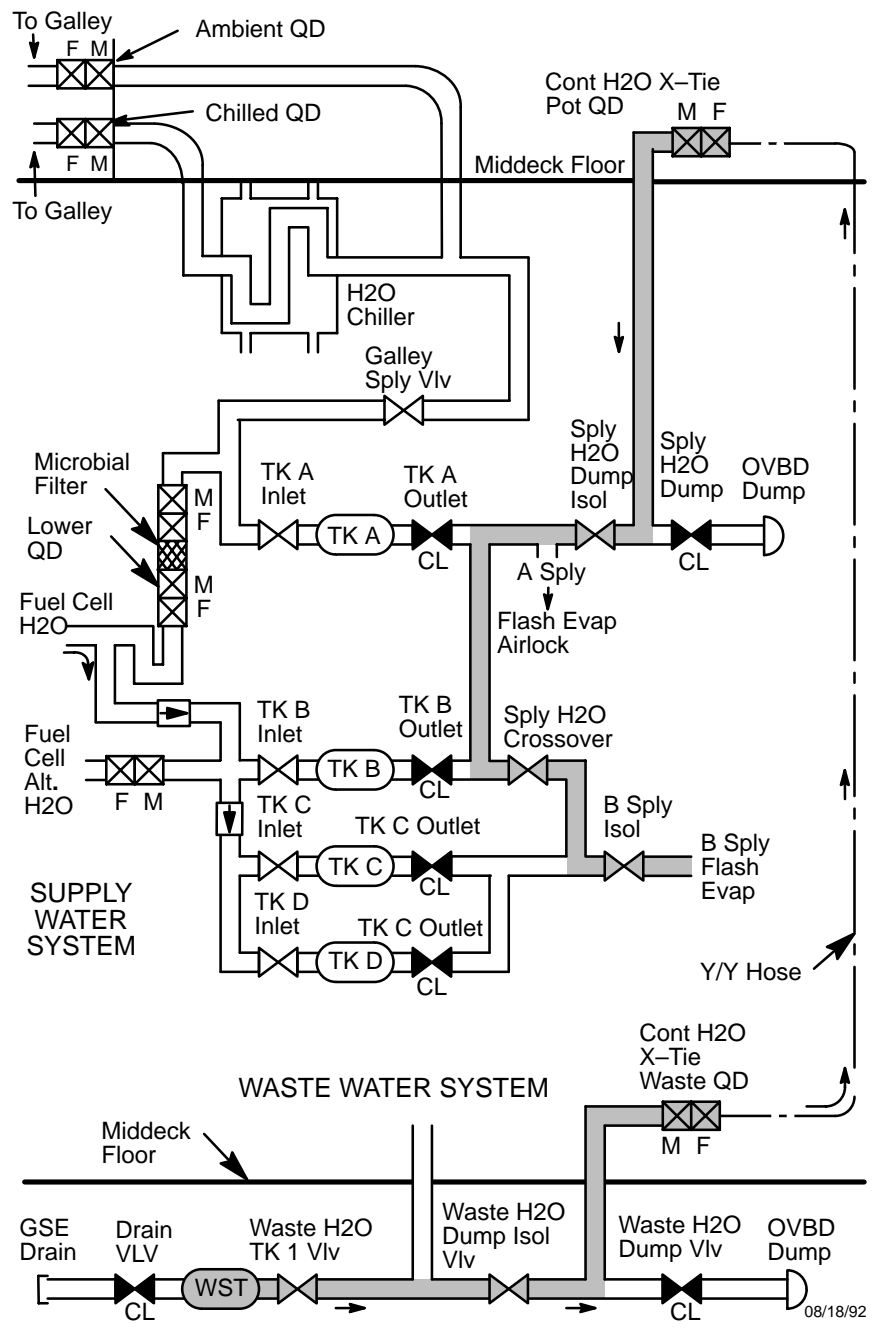 To Galley
F M
Ambient QD
Chilled QD
F M
To Galley
Cont H2O X–Tie
Pot QD
M F
Middeck Floor
H2O
Chiller
Galley
Sply Vlv
Microbial
Filter
Lower
QD
M
F
M
F
TK A
Inlet
TK A
TK A
Outlet
CL
Sply
H2O
Dump
Isol
Sply
H2O
Dump
CL
OVBD
Dump
A Sply
Flash Evap
Airlock
Fuel Cell
H2O
Fuel
Cell
Alt.
H2O
F M
TK B
Inlet
TK B
TK B
Outlet
CL
Sply H2O
Crossover
TK C
Inlet
TK C
TK C Outlet
CL
B Sply
Isol
B Sply
Flash
Evap
TK D
Inlet
TK D
TK C Outlet
CL
SUPPLY
WATER
SYSTEM
Y/Y Hose
Cont H2O
X–Tie
Waste QD
M F
WASTE WATER SYSTEM
Middeck
Floor
GSE
Drain
Drain
VLV
CL
WST
Waste H2O
TK 1 Vlv
Waste H2O
Dump Isol
Vlv
Waste H2O
Dump Vlv
CL
OVBD
Dump
08/18/92